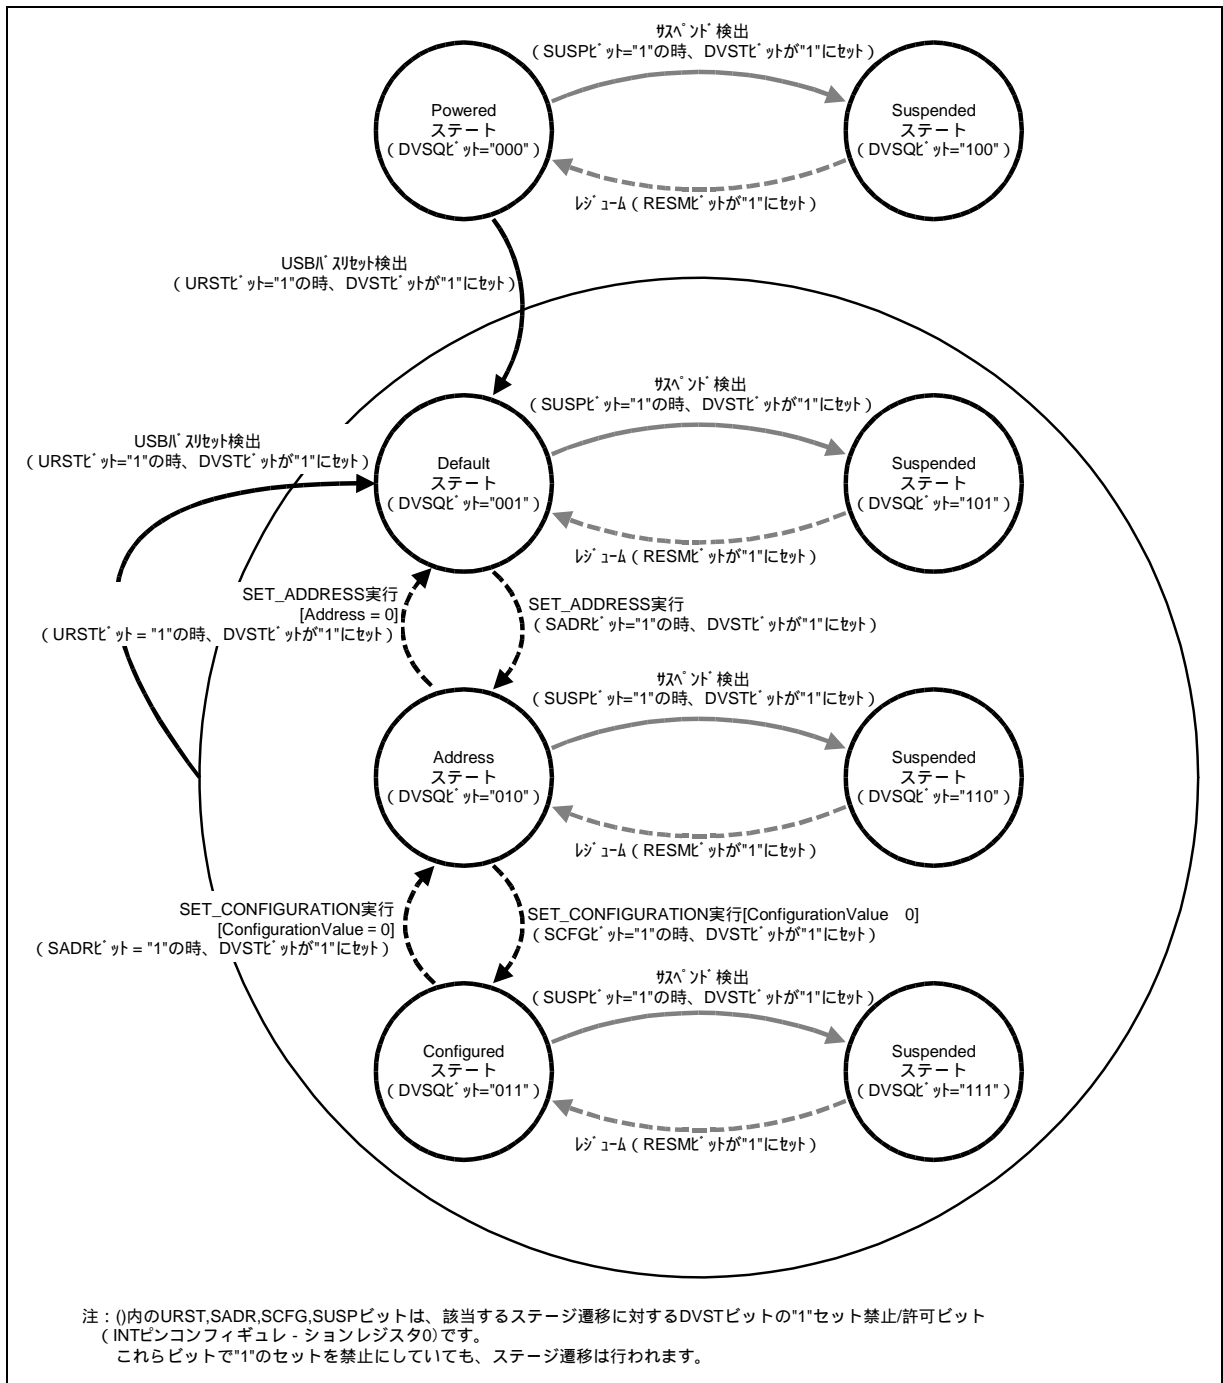 ｻｽﾍﾟﾝﾄﾞ検出
（SUSPﾋﾞｯﾄ="1"の時、DVSTﾋﾞｯﾄが"1"にｾｯﾄ）
Powered
ステート
（DVSQﾋﾞｯﾄ="000"）
Suspended
ステート
（DVSQﾋﾞｯﾄ="100"）
ﾚｼﾞｭｰﾑ（RESMﾋﾞｯﾄが"1"にｾｯﾄ）
USBﾊﾞｽﾘｾｯﾄ検出
（URSTﾋﾞｯﾄ="1"の時、DVSTﾋﾞｯﾄが"1"にｾｯﾄ）
ｻｽﾍﾟﾝﾄﾞ検出
（SUSPﾋﾞｯﾄ="1"の時、DVSTﾋﾞｯﾄが"1"にｾｯﾄ）
USBﾊﾞｽﾘｾｯﾄ検出
（URSTﾋﾞｯﾄ="1"の時、DVSTﾋﾞｯﾄが"1"にｾｯﾄ）
Default
ステート
（DVSQﾋﾞｯﾄ="001"）
Suspended
ステート
（DVSQﾋﾞｯﾄ="101"）
ﾚｼﾞｭｰﾑ（RESMﾋﾞｯﾄが"1"にｾｯﾄ）
SET_ADDRESS実行
[Address = 0]
（URSTﾋﾞｯﾄ = "1"の時、DVSTﾋﾞｯﾄが"1"にｾｯﾄ）
SET_ADDRESS実行
（SADRﾋﾞｯﾄ="1"の時、DVSTﾋﾞｯﾄが"1"にｾｯﾄ）
ｻｽﾍﾟﾝﾄﾞ検出
（SUSPﾋﾞｯﾄ="1"の時、DVSTﾋﾞｯﾄが"1"にｾｯﾄ）
Address
ステート
（DVSQﾋﾞｯﾄ="010"）
Suspended
ステート
（DVSQﾋﾞｯﾄ="110"）
ﾚｼﾞｭｰﾑ（RESMﾋﾞｯﾄが"1"にｾｯﾄ）
SET_CONFIGURATION実行
[ConfigurationValue = 0]
（SADRﾋﾞｯﾄ = "1"の時、DVSTﾋﾞｯﾄが"1"にｾｯﾄ）
SET_CONFIGURATION実行[ConfigurationValue　0]
（SCFGﾋﾞｯﾄ="1"の時、DVSTﾋﾞｯﾄが"1"にｾｯﾄ）
ｻｽﾍﾟﾝﾄﾞ検出
（SUSPﾋﾞｯﾄ="1"の時、DVSTﾋﾞｯﾄが"1"にｾｯﾄ）
Configured
ステート
（DVSQﾋﾞｯﾄ="011"）
Suspended
ステート
（DVSQﾋﾞｯﾄ="111"）
ﾚｼﾞｭｰﾑ（RESMﾋﾞｯﾄが"1"にｾｯﾄ）
注：()内のURST,SADR,SCFG,SUSPビットは、該当するステージ遷移に対するDVSTビットの"1"セット禁止/許可ビット
（INTピンコンフィギュレ - ションレジスタ0)です。
これらビットで"1"のセットを禁止にしていても、ステージ遷移は行われます。